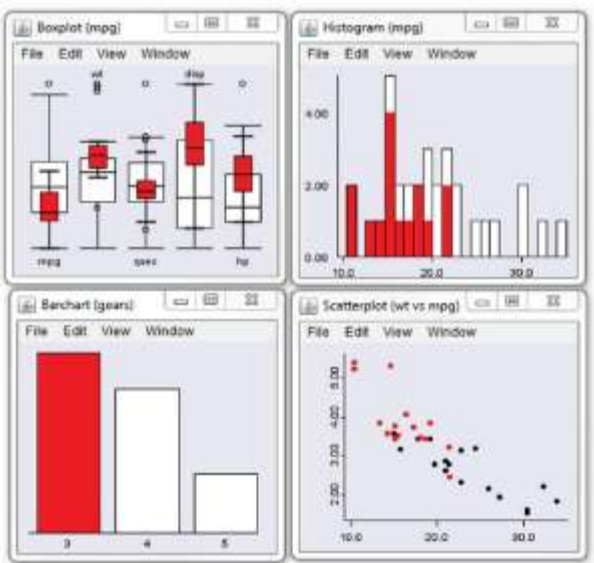 Boxplot (mpg)
File Edit View Window
wt disp
mpg qsec hp
Histogram (mpg)
File Edit View Window
4.00
2.00
0.00
10.0 20.0 30.0
Barchart (gears)
File Edit View Window
3 4 5
Scatterplot (wt vs mpg)
File Edit View Window
5.00
4.00
3.00
2.00
10.0 20.0 30.0